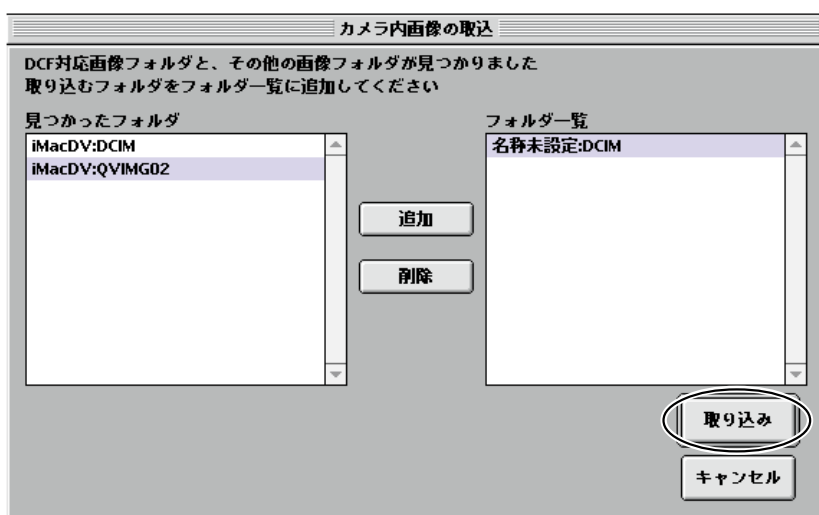 カメラ内画像の取込
DCF対応画像フォルダと、その他の画像フォルダが見つかりました
取り込むフォルダをフォルダ一覧に追加してください
見つかったフォルダ
iMacDV:DCIM
iMacDV:QVIMG02
追加
削除
フォルダ一覧
名称未設定:DCIM
取り込み
キャンセル